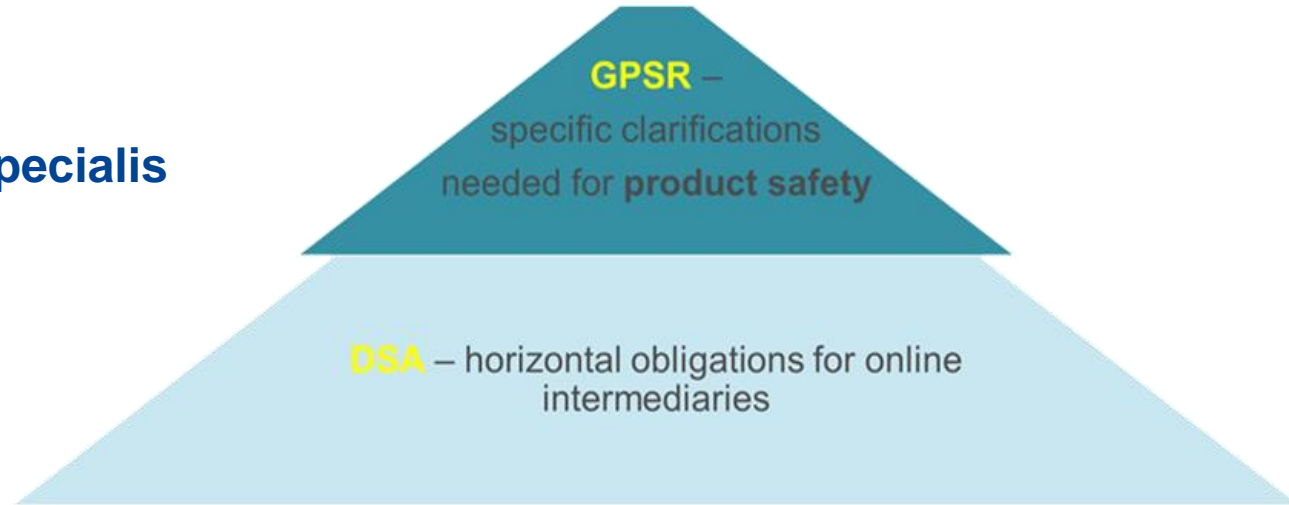 GPSR –
specific clarifications
pecialis
needed for product safety
DSA – horizontal obligations for online
intermediaries